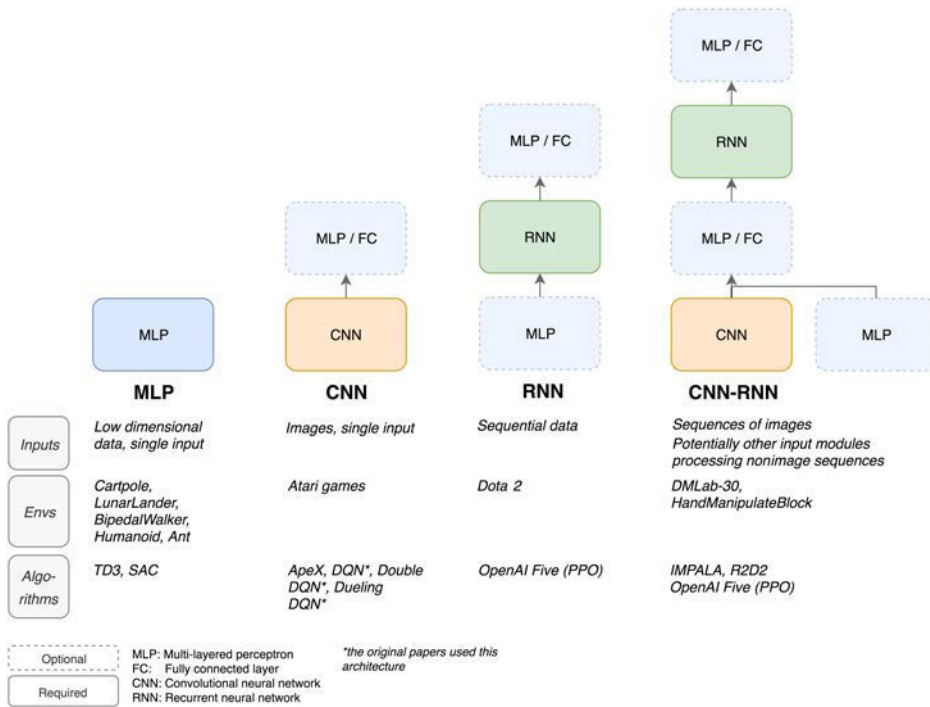 MLP / FC
RNN
MLP / FC
MLP / FC
RNN
MLP / FC
MLP
CNN
MLP
CNN
MLP
MLP
CNN
RNN
CNN-RNN
Inputs
Low dimensional
data, single input
Images, single input
Sequential data
Sequences of images
Potentially other input modules
processing nonimage sequences
Envs
Cartpole,
LunarLander,
BipedalWalker,
Humanoid, Ant
Atari games
Dota 2
DMLab-30,
HandManipulateBlock
Algo-
rithms
TD3, SAC
ApeX, DQN*, Double
DQN*, Dueling
DQN*
OpenAI Five (PPO)
IMPALA, R2D2
OpenAI Five (PPO)
Optional
Required
MLP: Multi-layered perceptron
FC: Fully connected layer
CNN: Convolutional neural network
RNN: Recurrent neural network
*the original papers used this
architecture